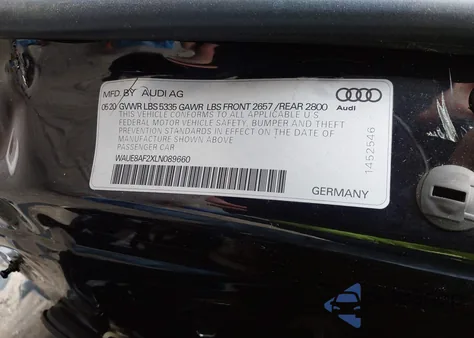 MFD. BY AUDI AG
05.20 GVWR LBS 5335 GAWR LBS FRONT 2657 /REAR 2800
THIS VEHICLE CONFORMS TO ALL APPLICABLE U.S
FEDERAL MOTOR VEHICLE SAFETY, BUMPER AND THEFT
PREVENTION STANDARDS IN EFFECT ON THE DATE OF
MANUFACTURE SHOWN ABOVE
PASSENGER CAR
WAUE8AF2XLN089660
Audi
1452546
GERMANY